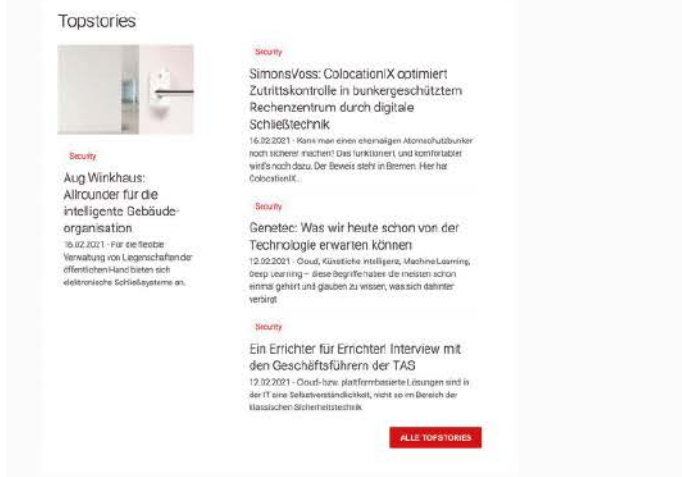 Topstories
Security
Aug Winkhaus:
Allrounder für die
intelligente Gebäude-
organisation
16.02.2021 - Für die flexible
Verwaltung von Liegenschaften der
öffentlichen Hand bieten sich
elektronische Schließsysteme an.
Security
SimonsVoss: ColocationIX optimiert
Zutrittskontrolle in bunkergeschütztem
Rechenzentrum durch digitale
Schließtechnik
16.02.2021 - Kann man einen ehemaligen Atomschutzbunker
noch sicherer machen? Das funktioniert, und komfortabler
wird's noch dazu. Der Beweis steht in Bremen. Hier hat
ColocationIX...
Security
Genetec: Was wir heute schon von der
Technologie erwarten können
12.02.2021 - Cloud, Künstliche Intelligenz, Machine Learning,
Deep Learning – diese Begriffe haben die meisten schon
einmal gehört und glauben zu wissen, was sich dahinter
verbirgt
Security
Ein Errichter für Errichter! Interview mit
den Geschäftsführern der TAS
12.02.2021 - Cloud- bzw. plattformbasierte Lösungen sind in
der IT eine Selbstverständlichkeit, nicht so im Bereich der
klassischen Sicherheitstechnik
ALLE TOPSTORIES